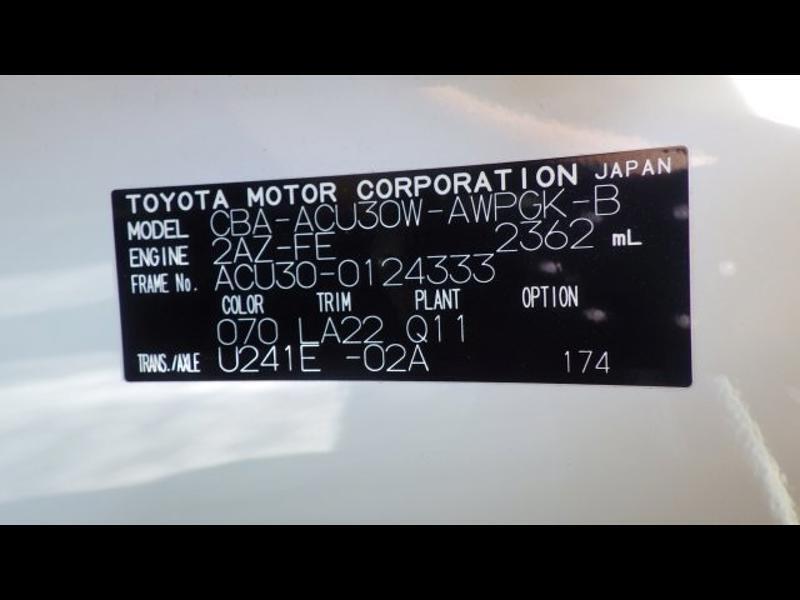 TOYOTA MOTOR CORPORATION JAPAN
MODEL CBA-ACU30W-AWPGK-B
ENGINE 2AZ-FE 2362 mL
FRAME No. ACU30-0124333
COLOR TRIM PLANT OPTION
070 LA22 Q11
TRANS./AXLE U241E -02A 174